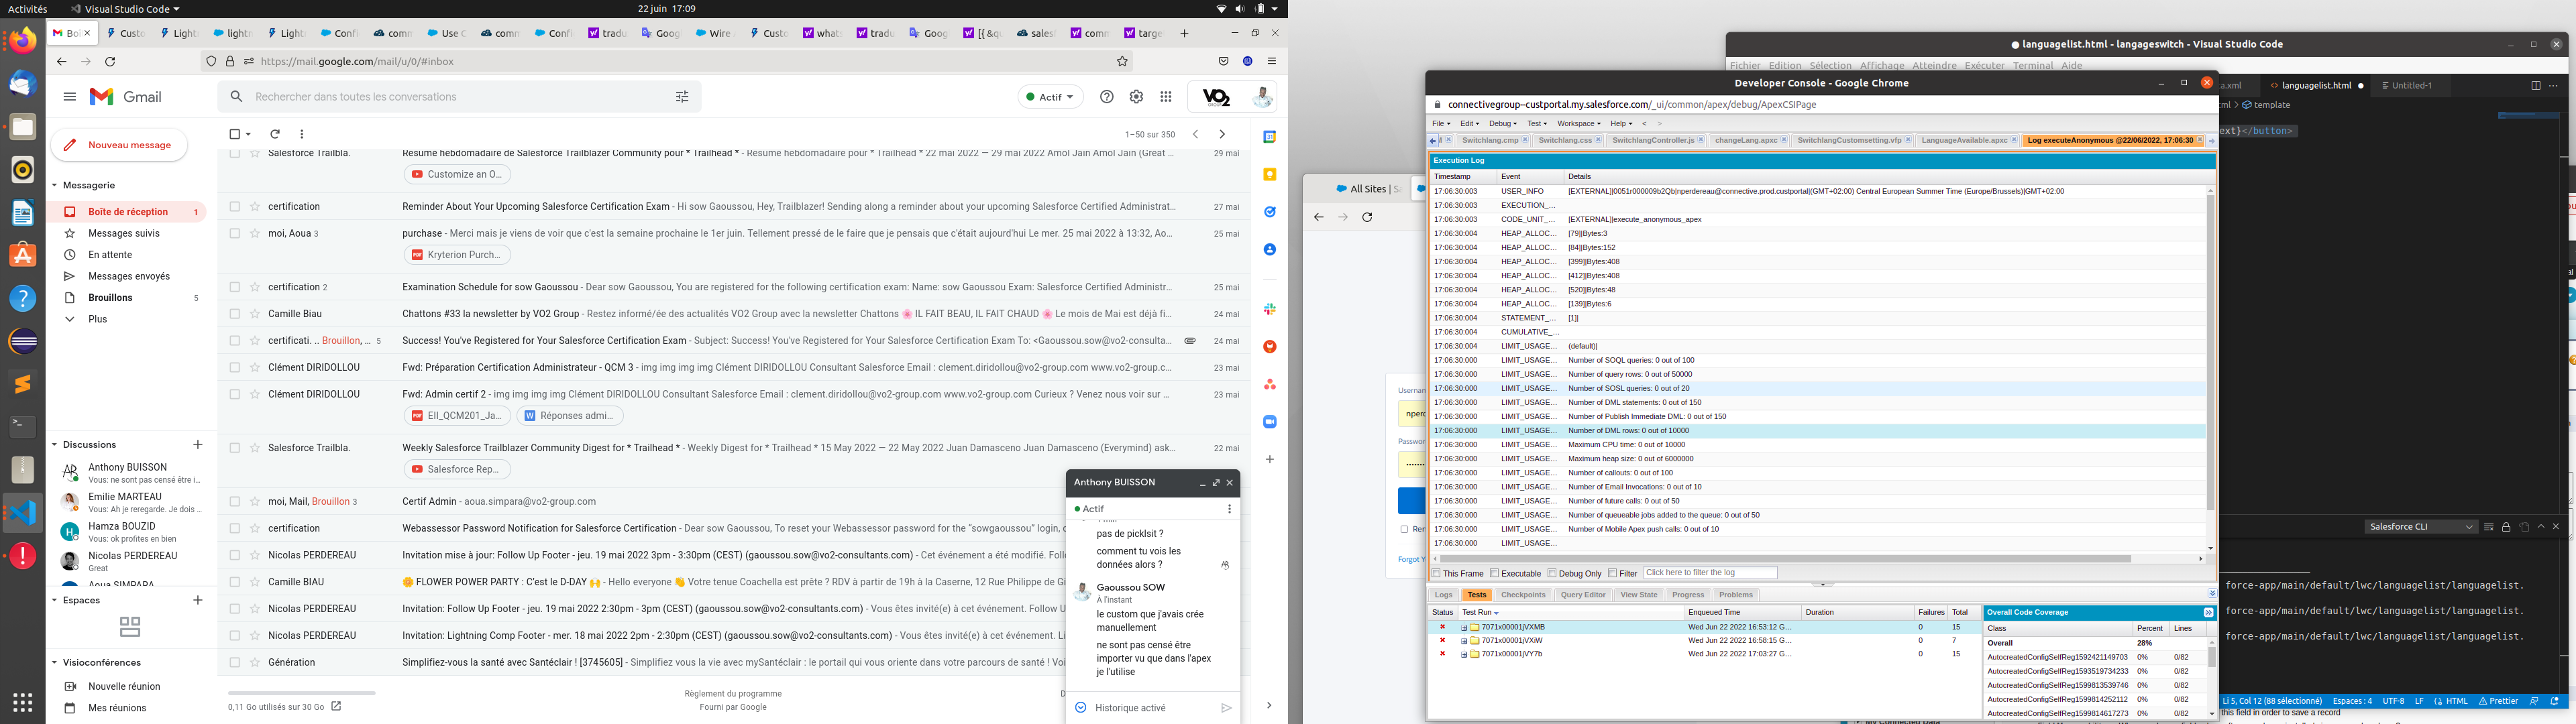 Activités
Visual Studio Code
22 juin 17:09
Boî
Custo
Lightr
lightn
Light
Confi
comm
Use C
comm
Confi
tradu
Goog
Wire
Custo
what
tradu
Goog
[{ &qu
sales
comm
targe
https://mail.google.com/mail/u/0/#inbox
Gmail
Rechercher dans toutes les conversations
Actif
VO2
GROUP
Nouveau message
1–50 sur 350
Messagerie
Boîte de réception 1
Messages suivis
En attente
Messages envoyés
Brouillons 5
Plus
Salesforce Trailbla. Résumé hebdomadaire de Salesforce Trailblazer Community pour * Trailhead * - Résumé hebdomadaire pour * Trailhead * 22 mai 2022 — 29 mai 2022 Amol Jain Amol Jain (Great … 29 mai
Customize an O...
certification Reminder About Your Upcoming Salesforce Certification Exam - Hi sow Gaoussou, Hey, Trailblazer! Sending along a reminder about your upcoming Salesforce Certified Administrat… 27 mai
moi, Aoua 3 purchase - Merci mais je viens de voir que c'est la semaine prochaine le 1er juin. Tellement pressé de le faire que je pensais que c'était aujourd'hui Le mer. 25 mai 2022 à 13:32, Ao… 25 mai
Kryterion Purch...
certification 2 Examination Schedule for sow Gaoussou - Dear sow Gaoussou, You are registered for the following certification exam: Name: sow Gaoussou Exam: Salesforce Certified Administr… 25 mai
Camille Biau Chattons #33 la newsletter by VO2 Group - Restez informé/ée des actualités VO2 Group avec la newsletter Chattons 🌸 IL FAIT BEAU, IL FAIT CHAUD 🌸 Le mois de Mai est déjà fi… 24 mai
certificati. .. Brouillon, … 5 Success! You've Registered for Your Salesforce Certification Exam - Subject: Success! You've Registered for Your Salesforce Certification Exam To: <Gaoussou.sow@vo2-consulta… 24 mai
Clément DIRIDOLLOU Fwd: Préparation Certification Administrateur - QCM 3 - img img img img Clément DIRIDOLLOU Consultant Salesforce Email : clement.diridollou@vo2-group.com www.vo2-group.c… 23 mai
Clément DIRIDOLLOU Fwd: Admin certif 2 - img img img img Clément DIRIDOLLOU Consultant Salesforce Email : clement.diridollou@vo2-group.com www.vo2-group.com Curieux ? Venez nous voir sur … 23 mai
EII_QCM201_Ja...
Réponses admi...
Salesforce Trailbla. Weekly Salesforce Trailblazer Community Digest for * Trailhead * - Weekly Digest for * Trailhead * 15 May 2022 — 22 May 2022 Juan Damasceno Juan Damasceno (Everymind) ask… 22 mai
Salesforce Rep...
moi, Mail, Brouillon 3 Certif Admin - aoua.simpara@vo2-group.com
certification Webassessor Password Notification for Salesforce Certification - Dear sow Gaoussou, To reset your Webassessor password for the "sowgaoussou" login,
Nicolas PERDEREAU Invitation mise à jour: Follow Up Footer - jeu. 19 mai 2022 3pm - 3:30pm (CEST) (gaoussou.sow@vo2-consultants.com) - Cet événement a été modifié. Follo
Camille BIAU 🌼 FLOWER POWER PARTY : C'est le D-DAY 🙌 - Hello everyone 👋 Votre tenue Coachella est prête ? RDV à partir de 19h à la Caserne, 12 Rue Philippe de Gi
Nicolas PERDEREAU Invitation: Follow Up Footer - jeu. 19 mai 2022 2:30pm - 3pm (CEST) (gaoussou.sow@vo2-consultants.com) - Vous êtes invité(e) à cet événement. Follow U
Nicolas PERDEREAU Invitation: Lightning Comp Footer - mer. 18 mai 2022 2pm - 2:30pm (CEST) (gaoussou.sow@vo2-consultants.com) - Vous êtes invité(e) à cet événement. Li
Génération Simplifiez-vous la santé avec Santéclair ! [3745605] - Simplifiez vous la vie avec mySantéclair : le portail qui vous oriente dans votre parcours de santé ! Voi
Discussions
Anthony BUISSON
Vous: ne sont pas censé être i...
Emilie MARTEAU
Vous: Ah je reregarde. Je dois ...
Hamza BOUZID
Vous: ok profites en bien
Nicolas PERDEREAU
Great
Aoua SIMPARA
Espaces
Visioconférences
Nouvelle réunion
Mes réunions
0,11 Go utilisés sur 30 Go
Règlement du programme
Fourni par Google
Anthony BUISSON
Actif
pas de picklsit ?
comment tu vois les
données alors ?
Gaoussou SOW
À l'instant
le custom que j'avais crée
manuellement
ne sont pas censé être
importer vu que dans l'apex
je l'utilise
Historique activé
languagelist.html - langageswitch - Visual Studio Code
Fichier Edition Sélection Affichage Atteindre Exécuter Terminal Aide
a.xml
languagelist.html
Untitled-1
ml > template
ext}</button>
All Sites | S
Usernam
nperd
Passwor
Rem
Forgot Y
Developer Console - Google Chrome
connectivegroup--custportal.my.salesforce.com/_ui/common/apex/debug/ApexCSIPage
File Edit Debug Test Workspace Help < >
Switchlang.cmp
Switchlang.css
SwitchlangController.js
changeLang.apxc
SwitchlangCustomsetting.vfp
LanguageAvailable.apxc
Log executeAnonymous @22/06/2022, 17:06:30
Execution Log
Timestamp Event Details
17:06:30:003 USER_INFO [EXTERNAL]|0051r000009b2Qb|nperdereau@connective.prod.custportal|(GMT+02:00) Central European Summer Time (Europe/Brussels)|GMT+02:00
17:06:30:003 EXECUTION_...
17:06:30:003 CODE_UNIT_... [EXTERNAL]|execute_anonymous_apex
17:06:30:004 HEAP_ALLOC... [79]|Bytes:3
17:06:30:004 HEAP_ALLOC... [84]|Bytes:152
17:06:30:004 HEAP_ALLOC... [399]|Bytes:408
17:06:30:004 HEAP_ALLOC... [412]|Bytes:408
17:06:30:004 HEAP_ALLOC... [520]|Bytes:48
17:06:30:004 HEAP_ALLOC... [139]|Bytes:6
17:06:30:004 STATEMENT_... [1]|
17:06:30:004 CUMULATIVE_...
17:06:30:004 LIMIT_USAGE... (default)|
17:06:30:000 LIMIT_USAGE... Number of SOQL queries: 0 out of 100
17:06:30:000 LIMIT_USAGE... Number of query rows: 0 out of 50000
17:06:30:000 LIMIT_USAGE... Number of SOSL queries: 0 out of 20
17:06:30:000 LIMIT_USAGE... Number of DML statements: 0 out of 150
17:06:30:000 LIMIT_USAGE... Number of Publish Immediate DML: 0 out of 150
17:06:30:000 LIMIT_USAGE... Number of DML rows: 0 out of 10000
17:06:30:000 LIMIT_USAGE... Maximum CPU time: 0 out of 10000
17:06:30:000 LIMIT_USAGE... Maximum heap size: 0 out of 6000000
17:06:30:000 LIMIT_USAGE... Number of callouts: 0 out of 100
17:06:30:000 LIMIT_USAGE... Number of Email Invocations: 0 out of 10
17:06:30:000 LIMIT_USAGE... Number of future calls: 0 out of 50
17:06:30:000 LIMIT_USAGE... Number of queueable jobs added to the queue: 0 out of 50
17:06:30:000 LIMIT_USAGE... Number of Mobile Apex push calls: 0 out of 10
17:06:30:000 LIMIT_USAGE...
This Frame Executable Debug Only Filter Click here to filter the log
Logs Tests Checkpoints Query Editor View State Progress Problems
Status Test Run Enqueued Time Duration Failures Total
7071x00001jVXMB Wed Jun 22 2022 16:53:12 G... 0 15
7071x00001jVXiW Wed Jun 22 2022 16:58:15 G... 0 7
7071x00001jVY7b Wed Jun 22 2022 17:03:27 G... 0 15
Overall Code Coverage
Class Percent Lines
Overall 28%
AutocreatedConfigSelfReg1592421149703 0% 0/82
AutocreatedConfigSelfReg1593519734233 0% 0/82
AutocreatedConfigSelfReg1599813539746 0% 0/82
AutocreatedConfigSelfReg1599814252112 0% 0/82
AutocreatedConfigSelfReg1599814617273 0% 0/82
Salesforce CLI
force-app/main/default/lwc/languagelist/languagelist.
force-app/main/default/lwc/languagelist/languagelist.
force-app/main/default/lwc/languagelist/languagelist.
Li 5, Col 12 (88 sélectionné) Espaces : 4 UTF-8 LF HTML Prettier
this field in order to save a record